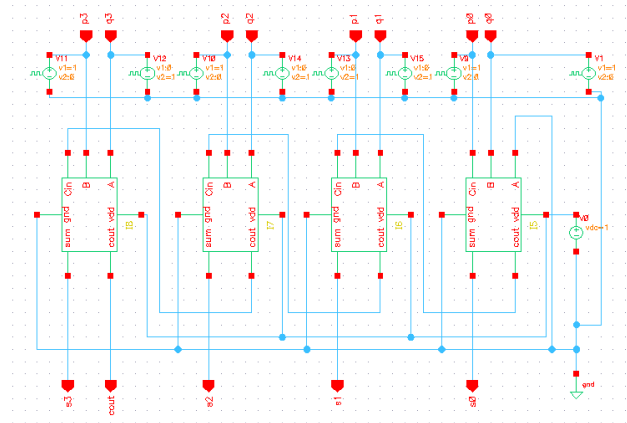 p3
q3
p2
q2
p1
q1
p0
q0
V11
v1=1
v2:0
V12
v1:0
v2=.1
V10
v1:0
v2=.1
V14
v1:0
v2=.1
V13
v1=1
v2:0
V15
v1:0
v2=.1
v1=1
v2:0
V1
v1=1
v2:0
Cin
B
A
sum gnd
cout vdd
I8
Cin
B
A
sum gnd
cout vdd
I7
Cin
B
A
sum gnd
cout vdd
I6
Cin
B
A
sum gnd
cout vdd
I5
V0
vdc=1
gnd
s3
cout
s2
s1
s0